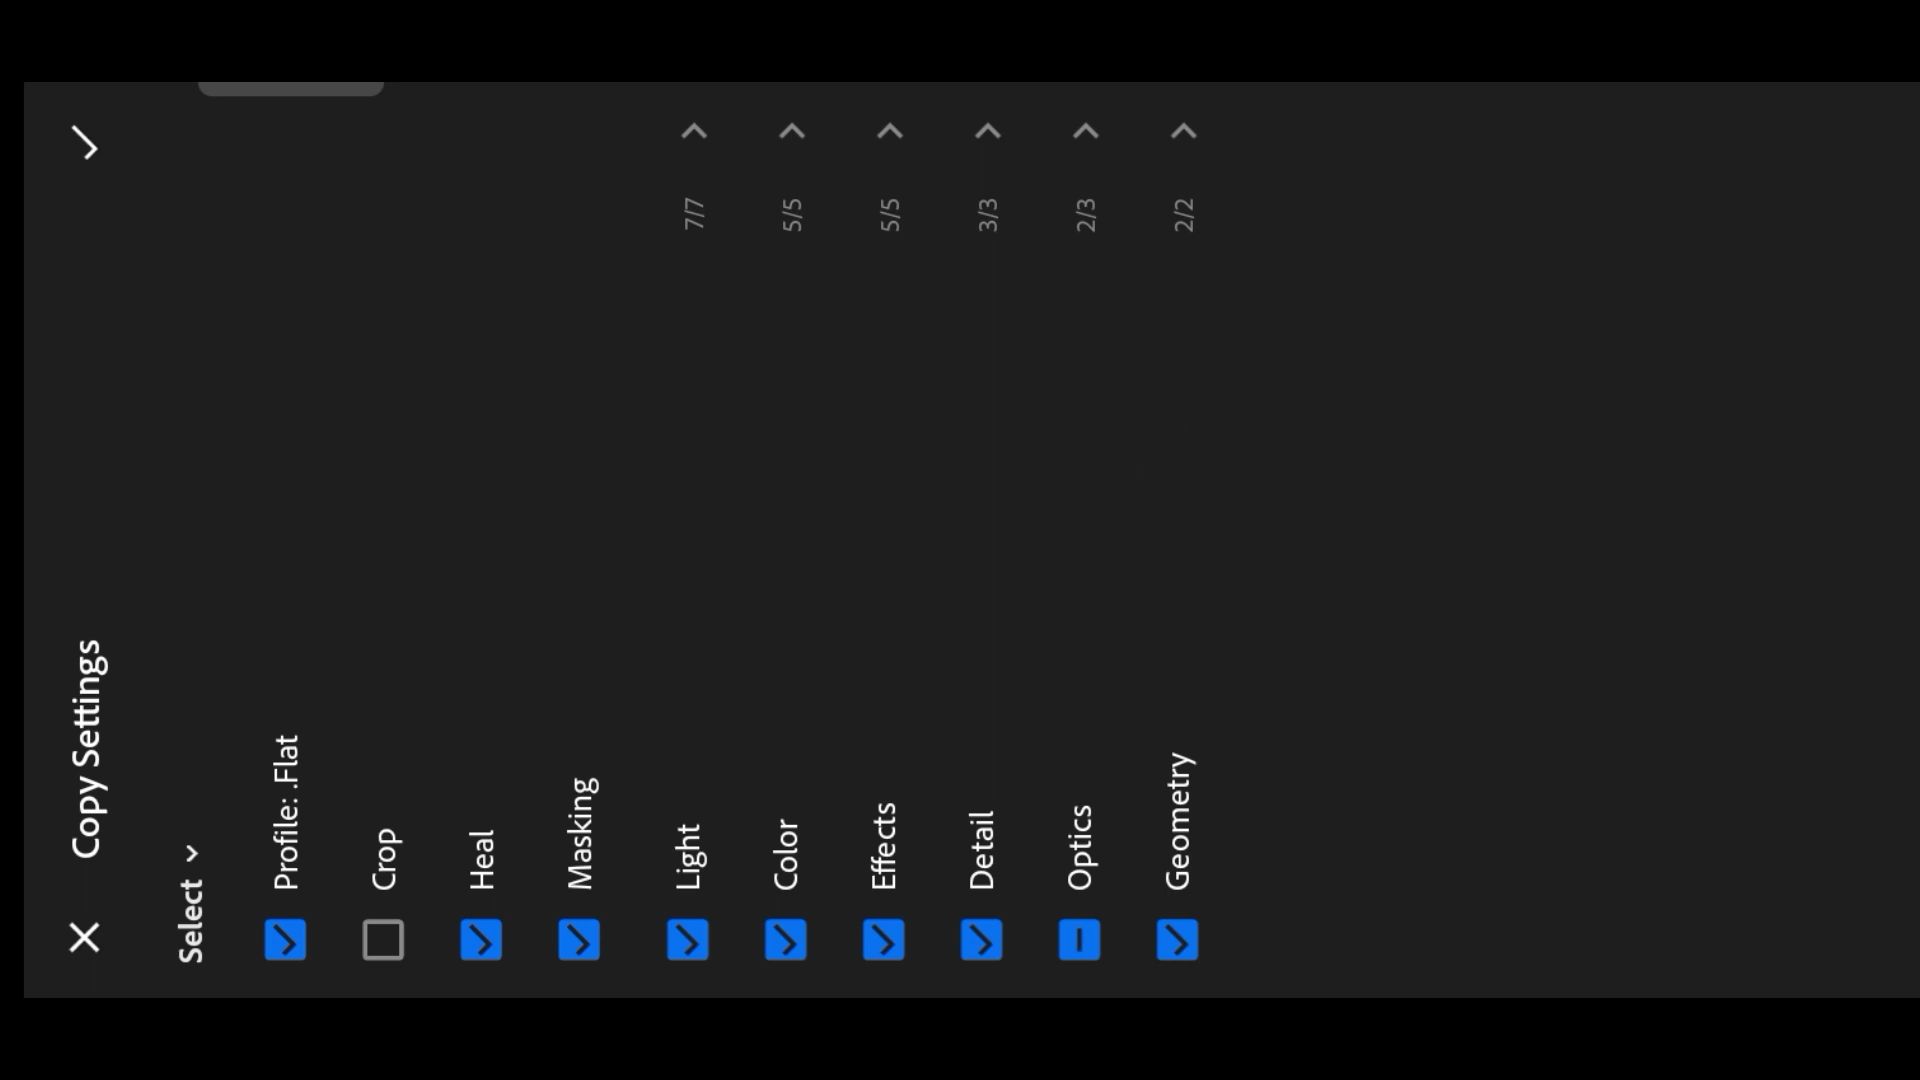 Copy Settings
Select
Profile: .Flat
Crop
Heal
Masking
Light 7/7
Color 5/5
Effects 5/5
Detail 3/3
Optics 2/3
Geometry 2/2